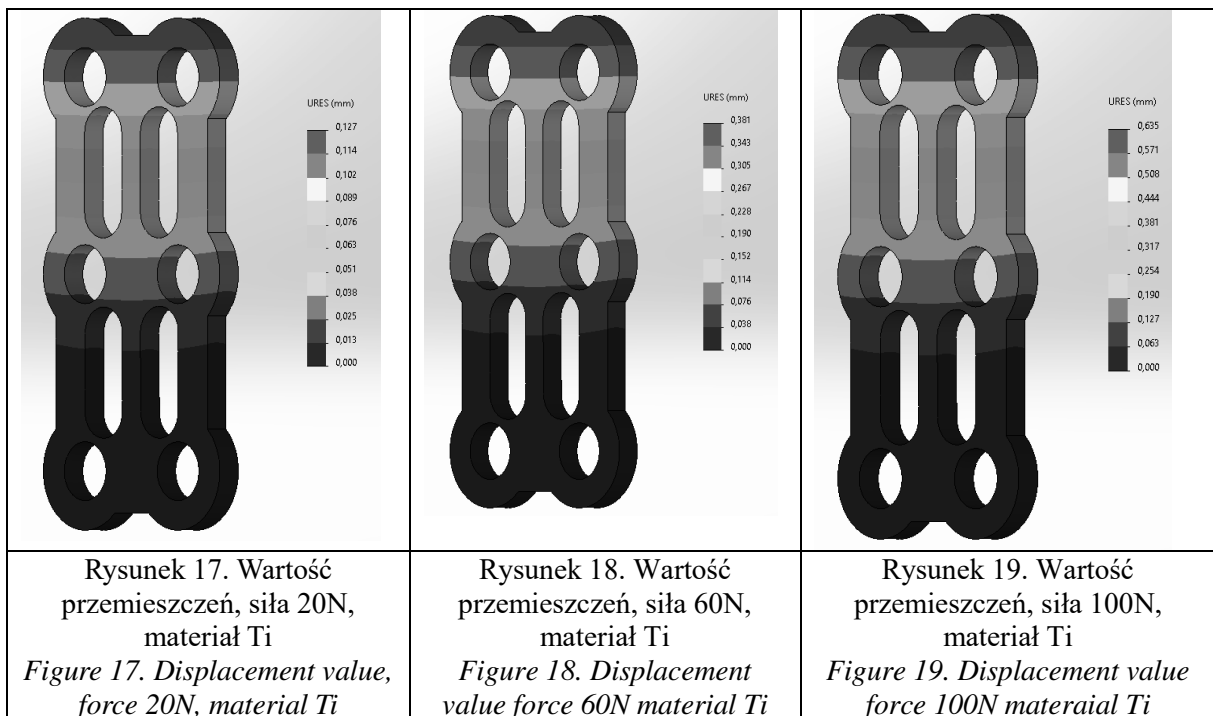 URES (mm)
0,127
0,114
0,102
0,089
0,076
0,063
0,051
0,038
0,025
0,013
0,000
URES (mm)
0,381
0,343
0,305
0,267
0,228
0,190
0,152
0,114
0,076
0,038
0,000
URES (mm)
0,635
0,571
0,508
0,444
0,381
0,317
0,254
0,190
0,127
0,063
0,000
Rysunek 17. Wartość
przemieszczeń, siła 20N,
materiał Ti
Figure 17. Displacement value,
force 20N, material Ti
Rysunek 18. Wartość
przemieszczeń, siła 60N,
materiał Ti
Figure 18. Displacement
value force 60N material Ti
Rysunek 19. Wartość
przemieszczeń, siła 100N,
materiał Ti
Figure 19. Displacement value
force 100N materaial Ti